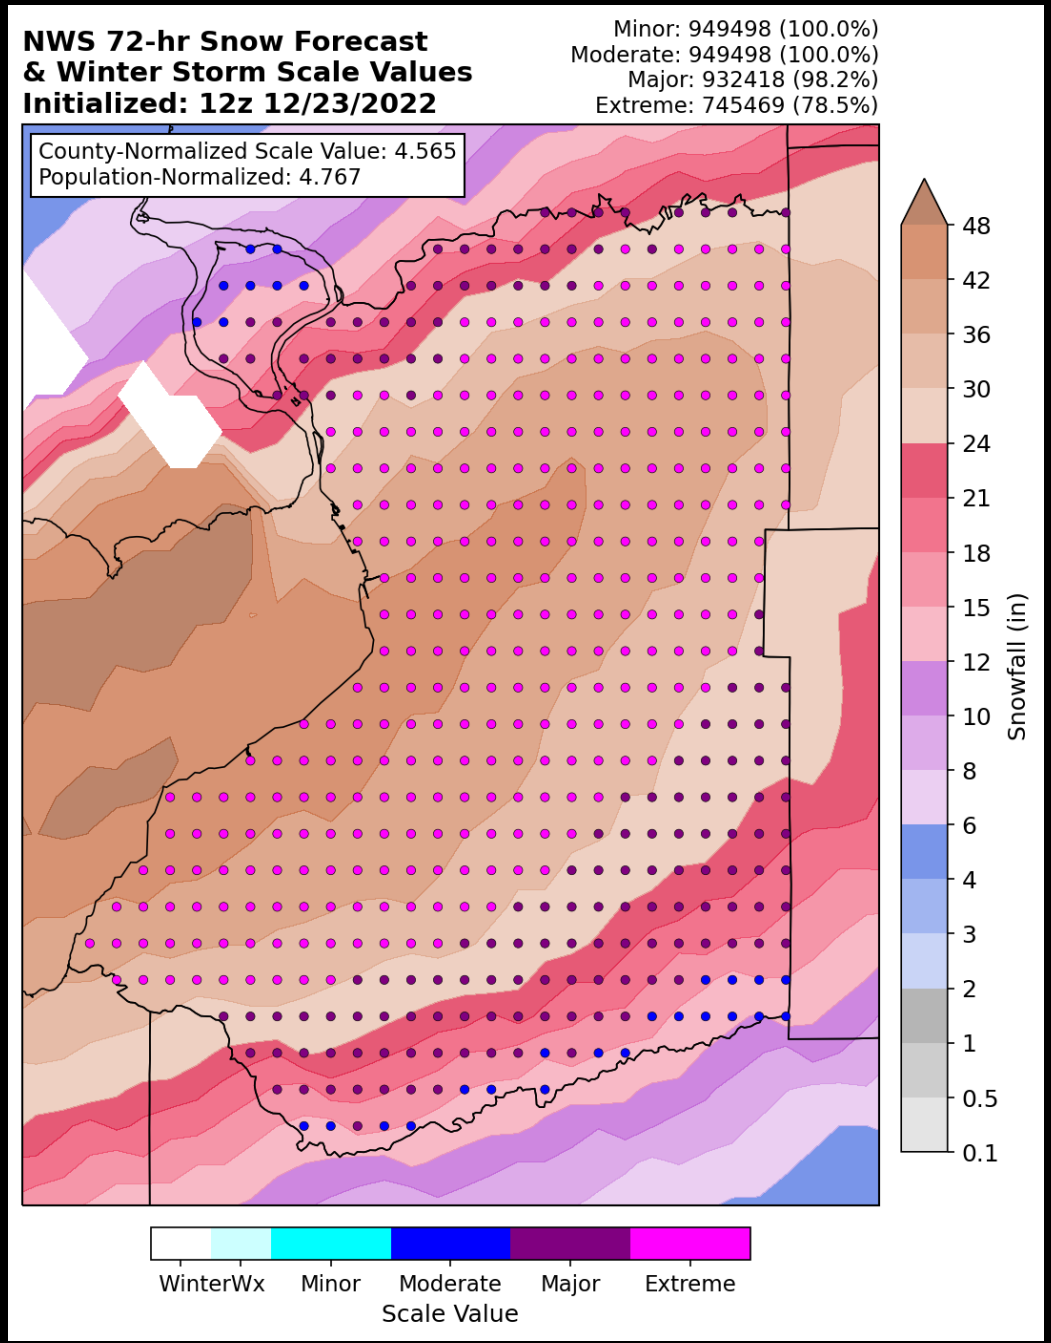 NWS 72-hr Snow Forecast
& Winter Storm Scale Values
Initialized: 12z 12/23/2022
Minor: 949498 (100.0%)
Moderate: 949498 (100.0%)
Major: 932418 (98.2%)
Extreme: 745469 (78.5%)
County-Normalized Scale Value: 4.565
Population-Normalized: 4.767
48
42
36
30
24
21
18
15
12
10
8
6
4
3
2
1
0.5
0.1
Snowfall (in)
WinterWx Minor Moderate Major Extreme
Scale Value